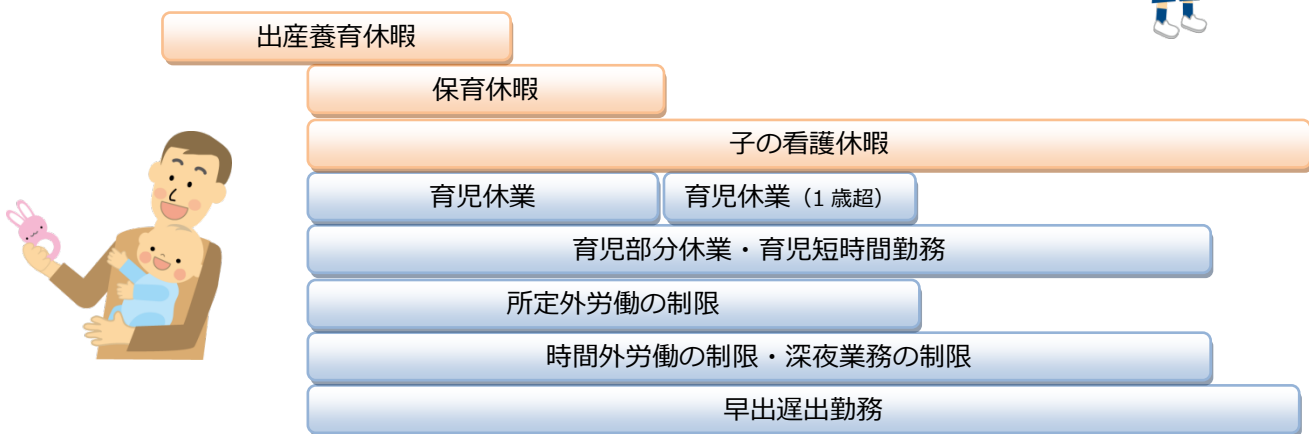 出産養育休暇
保育休暇
子の看護休暇
育児休業
育児休業（1 歳超）
育児部分休業・育児短時間勤務
所定外労働の制限
時間外労働の制限・深夜業務の制限
早出遅出勤務